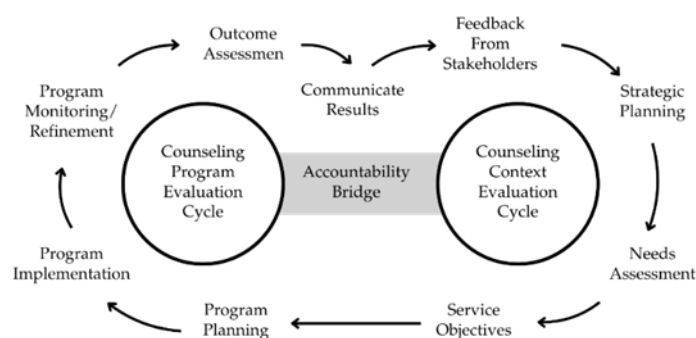 Outcome
Assessmen
Feedback
From
Stakeholders
Communicate
Results
Strategic
Planning
Program
Monitoring/
Refinement
Counseling
Program
Evaluation
Cycle
Accountability
Bridge
Counseling
Context
Evaluation
Cycle
Program
Implementation
Needs
Assessment
Program
Planning
Service
Objectives